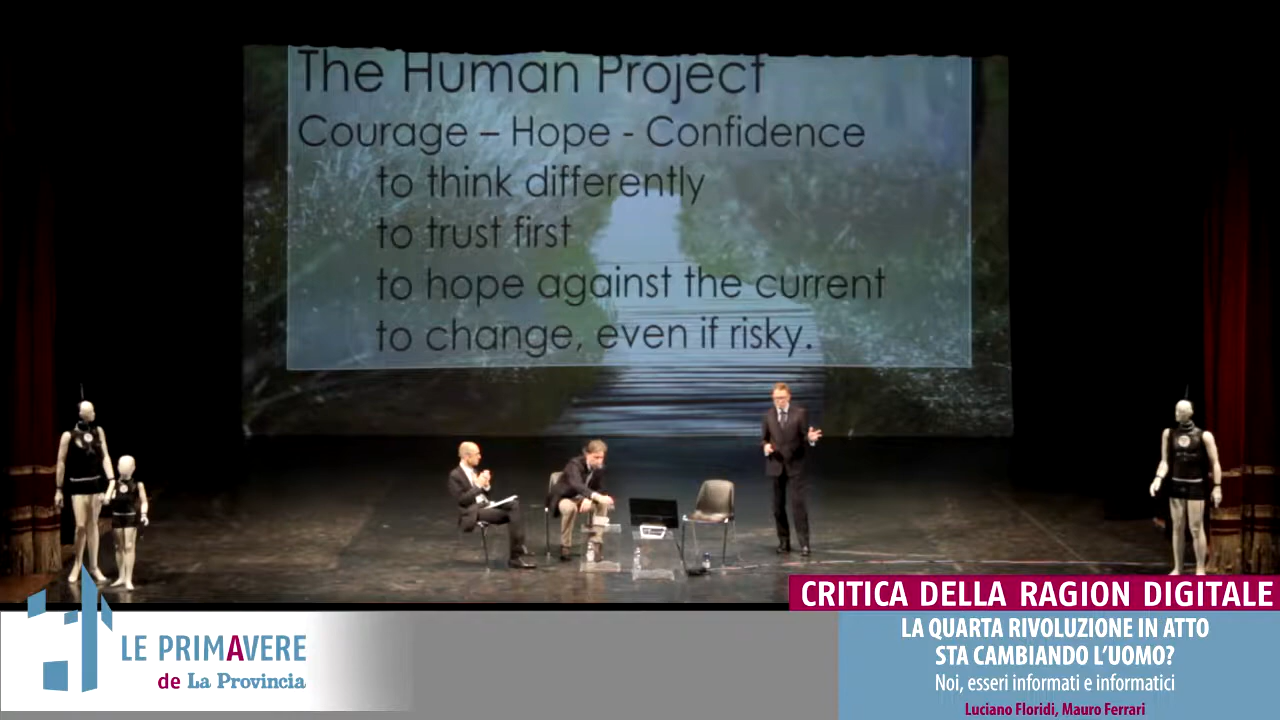 The Human Project
Courage – Hope - Confidence
to think differently
to trust first
to hope against the current
to change, even if risky.
CRITICA DELLA RAGION DIGITALE
LA QUARTA RIVOLUZIONE IN ATTO
STA CAMBIANDO L'UOMO?
Noi, esseri informati e informatici
Luciano Floridi, Mauro Ferrari
LE PRIMAVERE
de La Provincia